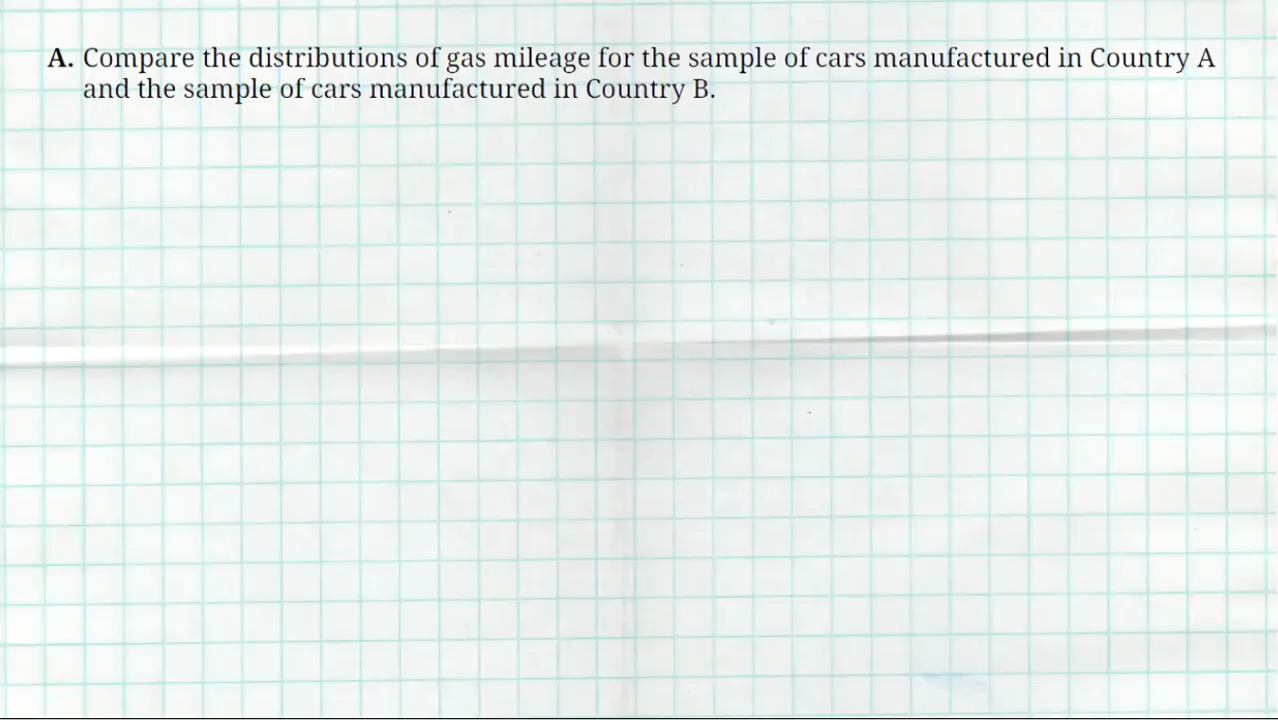 A. Compare the distributions of gas mileage for the sample of cars manufactured in Country A
and the sample of cars manufactured in Country B.